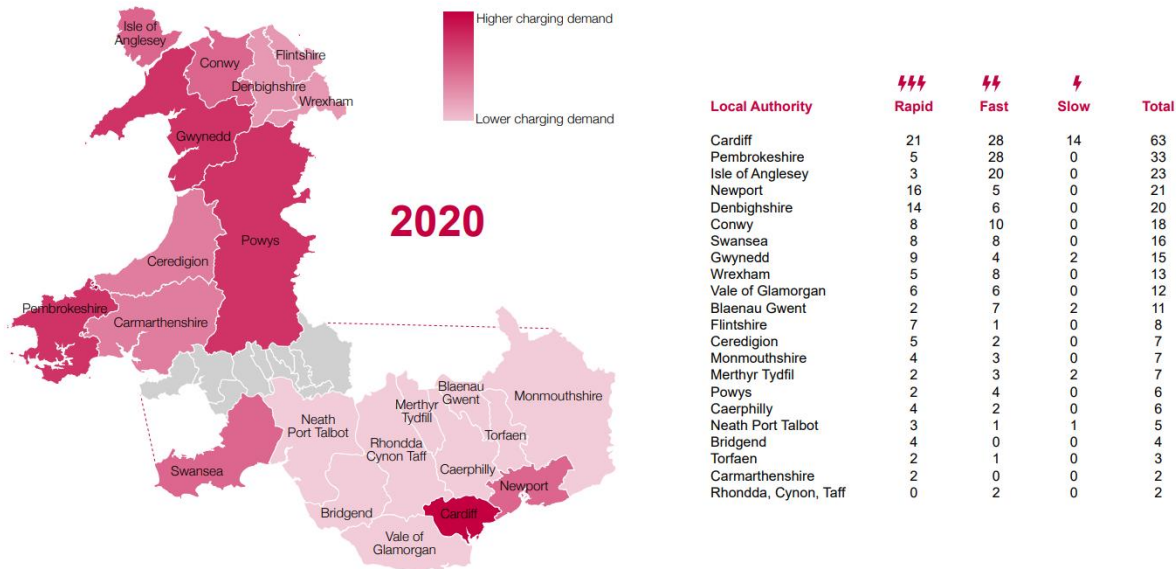 Isle of
Anglesey
Conwy
Flintshire
Denbighshire
Wrexham
Gwynedd
Higher charging demand
Lower charging demand
2020
Powys
Ceredigion
Pembrokeshire
Carmarthenshire
Swansea
Neath
Port Talbot
Merthyr
Tydfill
Blaenau
Gwent
Monmouthshire
Rhondda
Cynon Taff
Torfaen
Caerphilly
Newport
Bridgend
Cardiff
Vale of
Glamorgan
Local Authority Rapid Fast Slow Total
Cardiff 21 28 14 63
Pembrokeshire 5 28 0 33
Isle of Anglesey 3 20 0 23
Newport 16 5 0 21
Denbighshire 14 6 0 20
Conwy 8 10 0 18
Swansea 8 8 0 16
Gwynedd 9 4 2 15
Wrexham 5 8 0 13
Vale of Glamorgan 6 6 0 12
Blaenau Gwent 2 7 2 11
Flintshire 7 1 0 8
Ceredigion 5 2 0 7
Monmouthshire 4 3 0 7
Merthyr Tydfil 2 3 2 7
Powys 2 4 0 6
Caerphilly 4 2 0 6
Neath Port Talbot 3 1 1 5
Bridgend 4 0 0 4
Torfaen 2 1 0 3
Carmarthenshire 2 0 0 2
Rhondda, Cynon, Taff 0 2 0 2